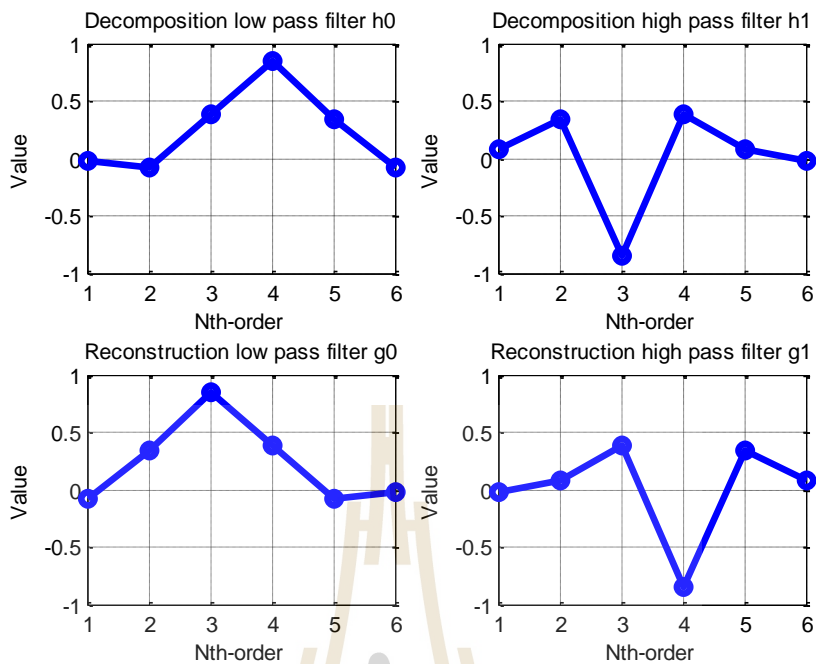 Decomposition low pass filter h0
1
0.5
0
-0.5
-1
Value
1 2 3 4 5 6
Nth-order
Decomposition high pass filter h1
1
0.5
0
-0.5
-1
Value
1 2 3 4 5 6
Nth-order
Reconstruction low pass filter g0
1
0.5
0
-0.5
-1
Value
1 2 3 4 5 6
Nth-order
Reconstruction high pass filter g1
1
0.5
0
-0.5
-1
Value
1 2 3 4 5 6
Nth-order